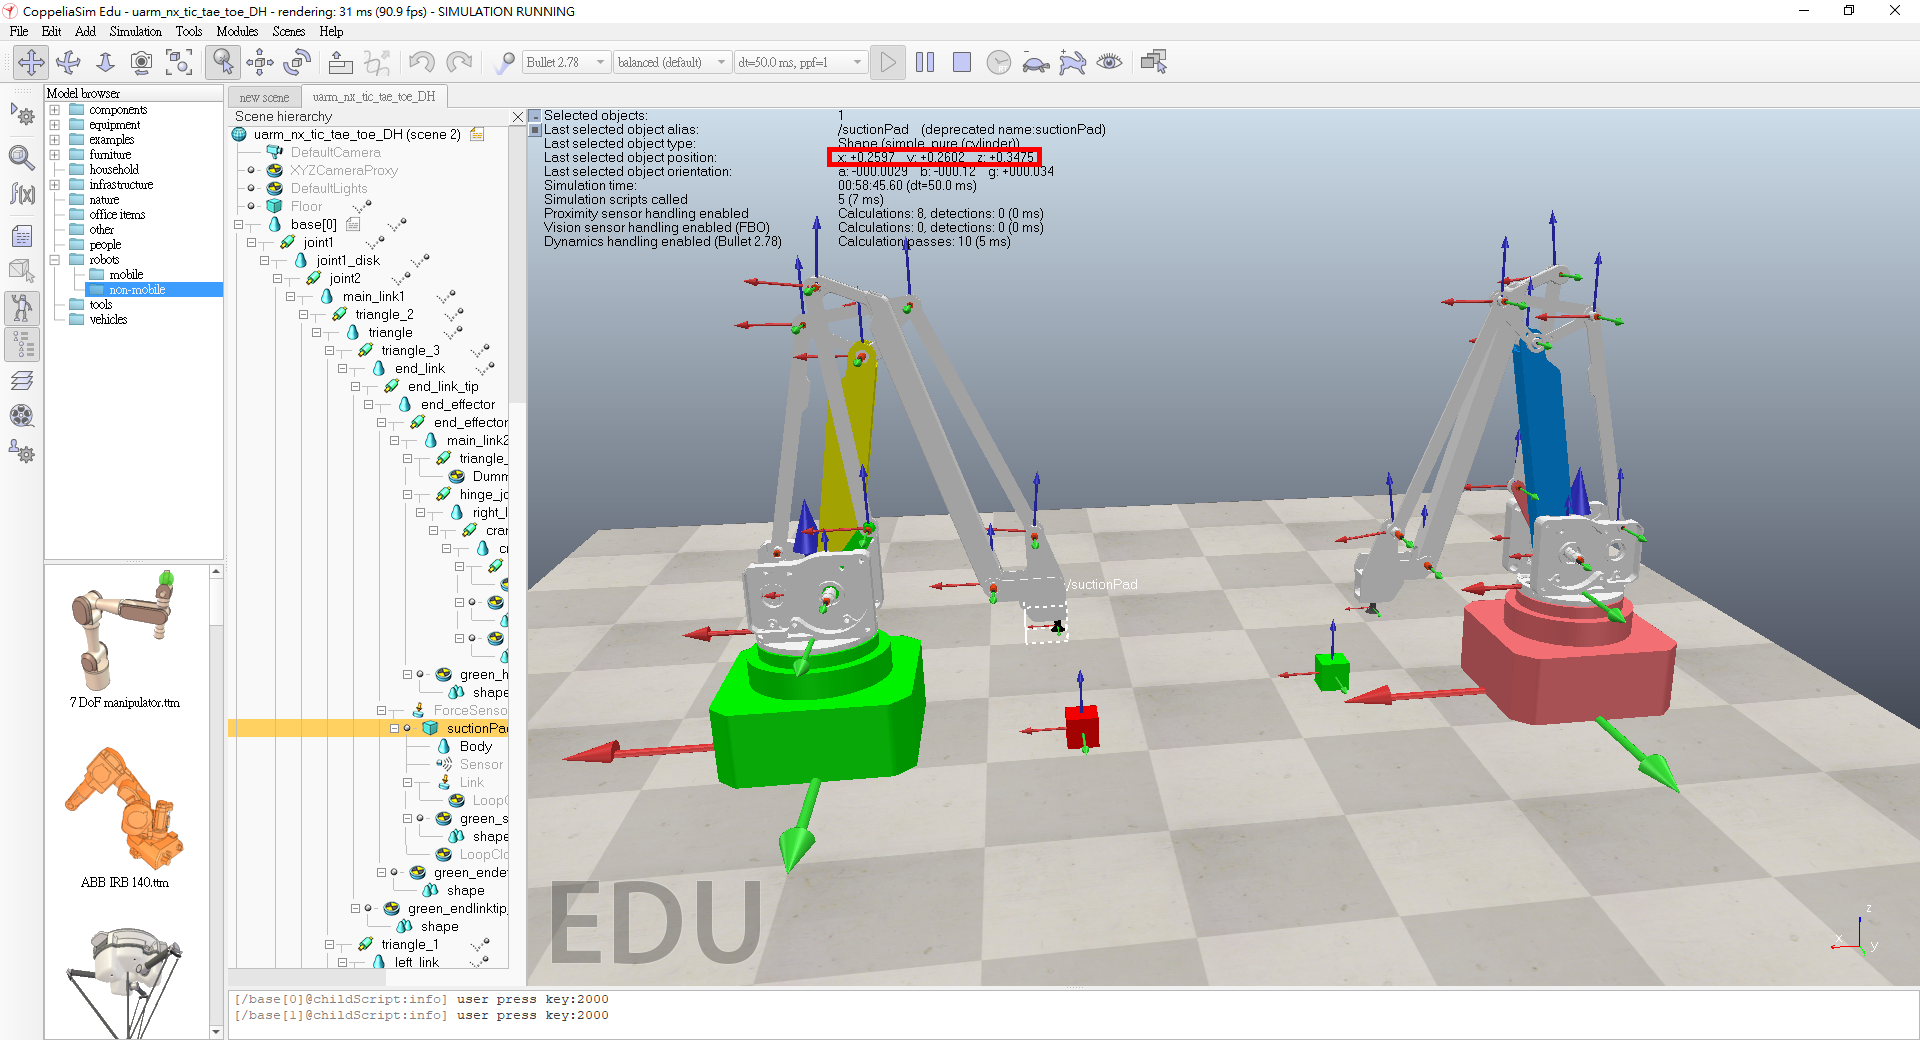 CoppeliaSim Edu - uarm_nx_tic_tae_toe_DH - rendering: 31 ms (90.9 fps) - SIMULATION RUNNING
File Edit Add Simulation Tools Modules Scenes Help
Bullet 2.78 balanced (default) dt=50.0 ms, ppf=1
Model browser
components
equipment
examples
furniture
household
infrastructure
nature
office items
other
people
robots
mobile
non-mobile
tools
vehicles
7 DoF manipulator.ttm
ABB IRB 140.ttm
new scene uarm_nx_tic_tae_toe_DH
Scene hierarchy
uarm_nx_tic_tae_toe_DH (scene 2)
DefaultCamera
XYZCameraProxy
DefaultLights
Floor
base[0]
joint1
joint1_disk
joint2
main_link1
triangle_2
triangle
triangle_3
end_link
end_link_tip
end_effector
end_effector
main_link2
triangle_
Dumm
hinge_jo
right_l
cran
c
green_h
shape
ForceSenso
suctionPa
Body
Sensor
Link
LoopC
green_s
shape
LoopClo
green_endef
shape
green_endlinktip_
shape
triangle_1
left_link
Selected objects: 1
Last selected object alias: /suctionPad (deprecated name:suctionPad)
Last selected object type: Shape (simple, pure (cylinder))
Last selected object position: x: +0.2597 y: +0.2602 z: +0.3475
Last selected object orientation: a: -000.0029 b: -000.12 g: +000.034
Simulation time: 00:58:45.60 (dt=50.0 ms)
Simulation scripts called 5 (7 ms)
Proximity sensor handling enabled Calculations: 8, detections: 0 (0 ms)
Vision sensor handling enabled (FBO) Calculations: 0, detections: 0 (0 ms)
Dynamics handling enabled (Bullet 2.78) Calculation passes: 10 (5 ms)
/suctionPad
EDU
z
x
y
[/base[0]@childScript:info] user press key:2000
[/base[1]@childScript:info] user press key:2000